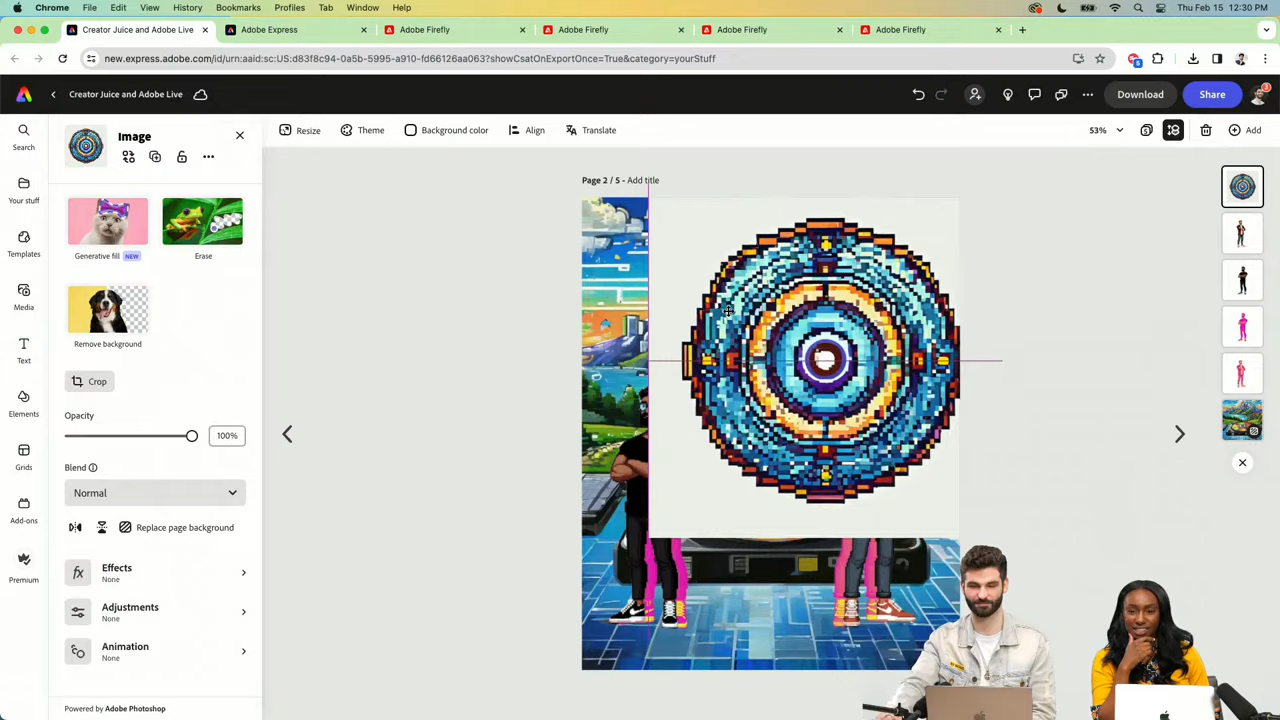 Chrome File Edit View History Bookmarks Profiles Tab Window Help
Thu Feb 15 12:30 PM
Creator Juice and Adobe Live
Adobe Express
Adobe Firefly
Adobe Firefly
Adobe Firefly
Adobe Firefly
new.express.adobe.com/id/urn:aaid:sc:US:d83f8c94-0a5b-5995-a910-fd66126aa063?showCsatOnExportOnce=True&category=yourStuff
Creator Juice and Adobe Live
Download
Share
Search
Your stuff
Templates
Media
Text
Elements
Grids
Add-ons
Premium
Image
Generative fill NEW
Erase
Remove background
Crop
Opacity
100%
Blend
Normal
Replace page background
fx
Effects
None
Adjustments
None
Animation
None
Powered by Adobe Photoshop
Resize
Theme
Background color
Align
Translate
53%
Add
Page 2 / 5 - Add title